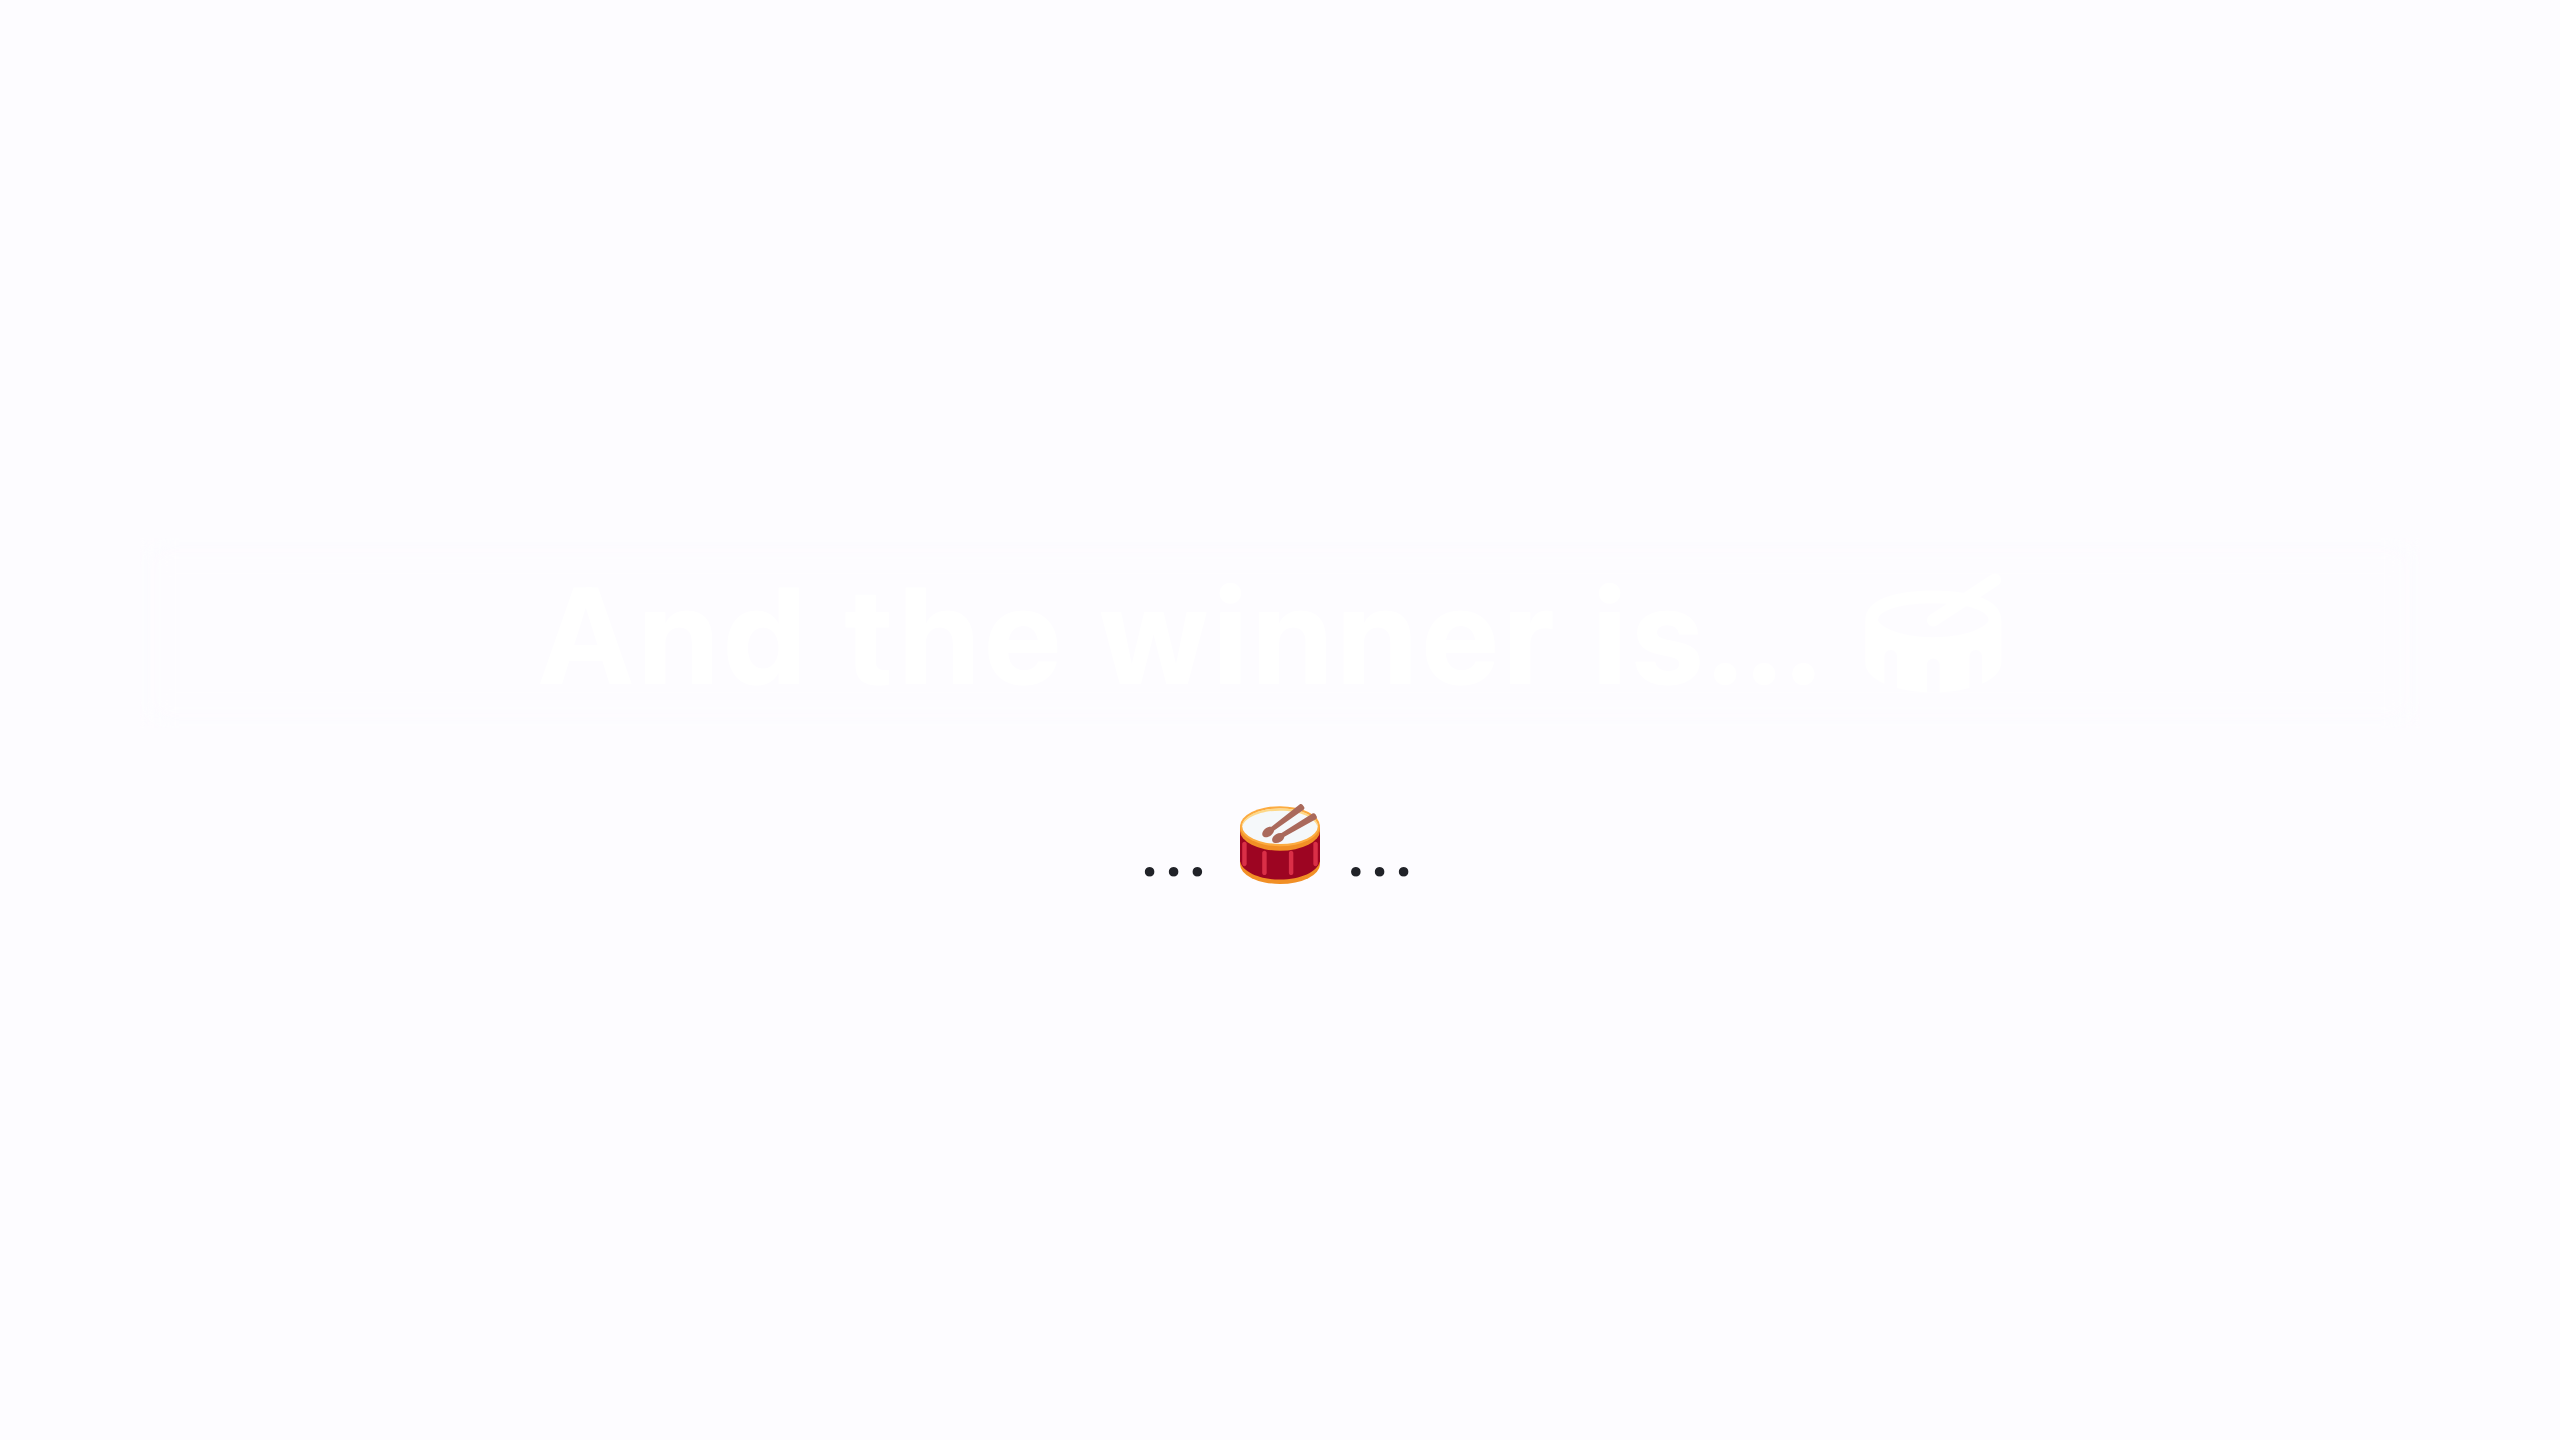 And the winner is... 🥁
... 🥁 ...